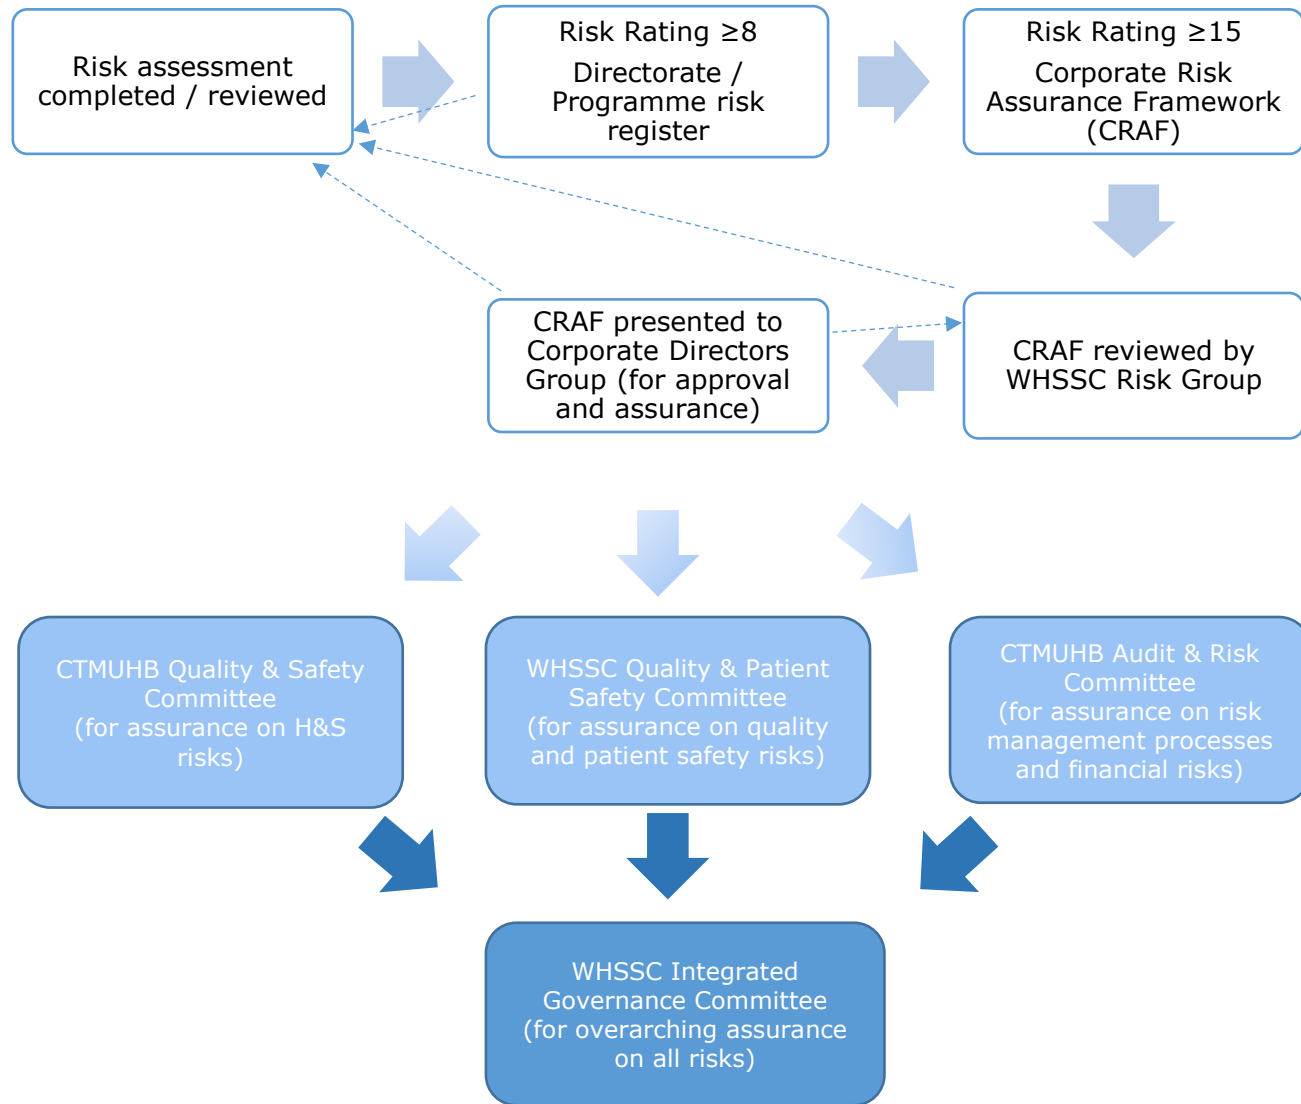 Risk assessment
completed / reviewed
Risk Rating ≥8
Directorate /
Programme risk
register
Risk Rating ≥15
Corporate Risk
Assurance Framework
(CRAF)
CRAF presented to
Corporate Directors
Group (for approval
and assurance)
CRAF reviewed by
WHSSC Risk Group
CTMUHB Quality & Safety
Committee
(for assurance on H&S
risks)
WHSSC Quality & Patient
Safety Committee
(for assurance on quality
and patient safety risks)
CTMUHB Audit & Risk
Committee
(for assurance on risk
management processes
and financial risks)
WHSSC Integrated
Governance Committee
(for overarching assurance
on all risks)